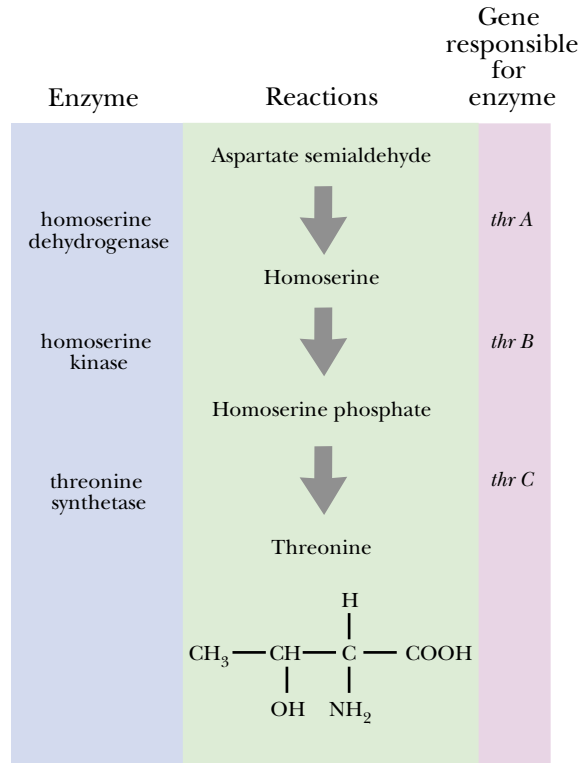 Gene
responsible
for
enzyme
Enzyme
Reactions
Aspartate semialdehyde
homoserine
dehydrogenase
thr A
Homoserine
homoserine
kinase
thr B
Homoserine phosphate
threonine
synthetase
thr C
Threonine
H
CH₃—CH—C—COOH
OH NH₂